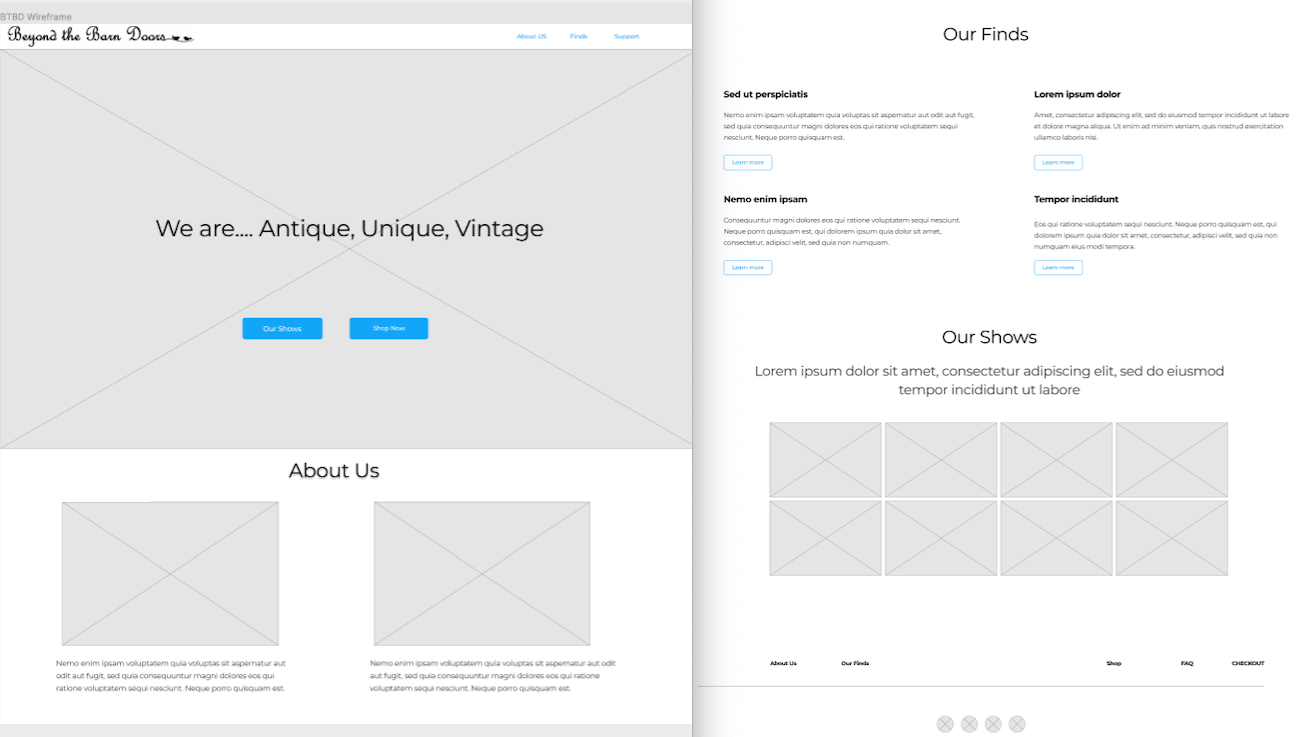 BTBD Wireframe
Beyond the Barn Doors
About US Finds Support
We are.... Antique, Unique, Vintage
Our Shows Shop Now
About Us
Nemo enim ipsam voluptatem quia voluptas sit aspernatur aut
odit aut fugit, sed quia consequuntur magni dolores eos qui
ratione voluptatem sequi nesciunt. Neque porro quisquam est.
Nemo enim ipsam voluptatem quia voluptas sit aspernatur aut odit
aut fugit, sed quia consequuntur magni dolores eos qui ratione
voluptatem sequi nesciunt. Neque porro quisquam est.
Our Finds
Sed ut perspiciatis
Nemo enim ipsam voluptatem quia voluptas sit aspernatur aut odit aut fugit,
sed quia consequuntur magni dolores eos qui ratione voluptatem sequi
nesciunt. Neque porro quisquam est.
Learn more
Lorem ipsum dolor
Amet, consectetur adipiscing elit, sed do eiusmod tempor incididunt ut labore
et dolore magna aliqua. Ut enim ad minim veniam, quis nostrud exercitation
ullamco laboris nisi.
Learn more
Nemo enim ipsam
Consequuntur magni dolores eos qui ratione voluptatem sequi nesciunt.
Neque porro quisquam est, qui dolorem ipsum quia dolor sit amet,
consectetur, adipisci velit, sed quia non numquam.
Learn more
Tempor incididunt
Eos qui ratione voluptatem sequi nesciunt. Neque porro quisquam est, qui
dolorem ipsum quia dolor sit amet, consectetur, adipisci velit, sed quia non
numquam eius modi tempora.
Learn more
Our Shows
Lorem ipsum dolor sit amet, consectetur adipiscing elit, sed do eiusmod
tempor incididunt ut labore
About Us Our Finds Shop FAQ CHECKOUT